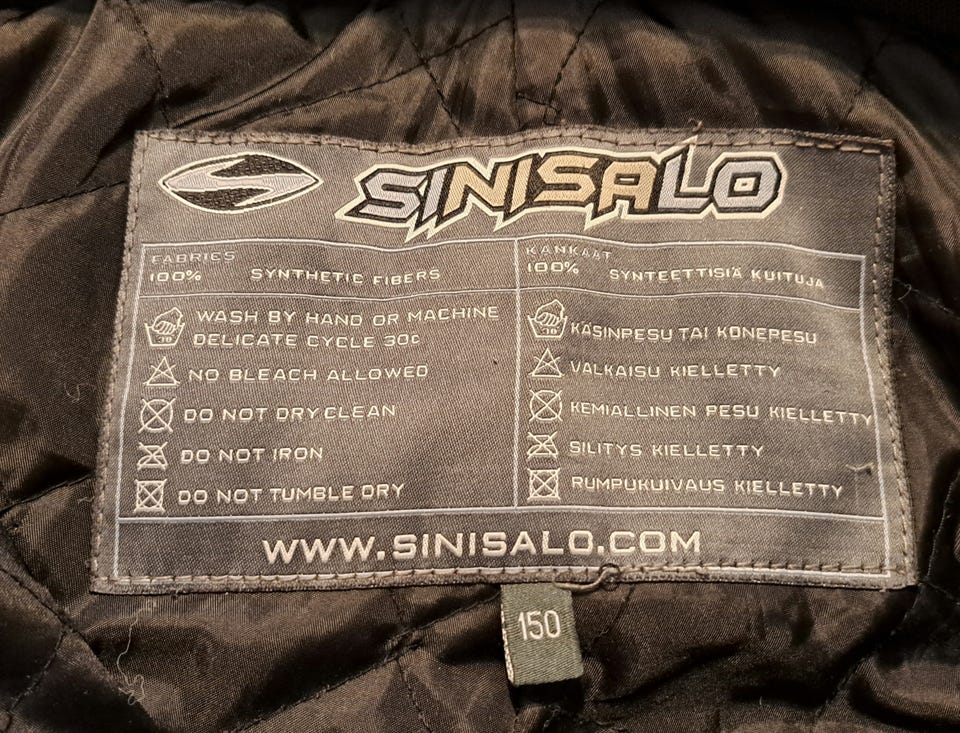 SINISALO
FABRICS
100% SYNTHETIC FIBERS
WASH BY HAND OR MACHINE
DELICATE CYCLE 30C
NO BLEACH ALLOWED
DO NOT DRY CLEAN
DO NOT IRON
DO NOT TUMBLE DRY
KANKAAT
100% SYNTEETTISIÄ KUITUJA
KÄSINPESU TAI KONEPESU
VALKAISU KIELLETTY
KEMIALLINEN PESU KIELLETTY
SILITYS KIELLETTY
RUMPUKUIVAUS KIELLETTY
WWW.SINISALO.COM
150